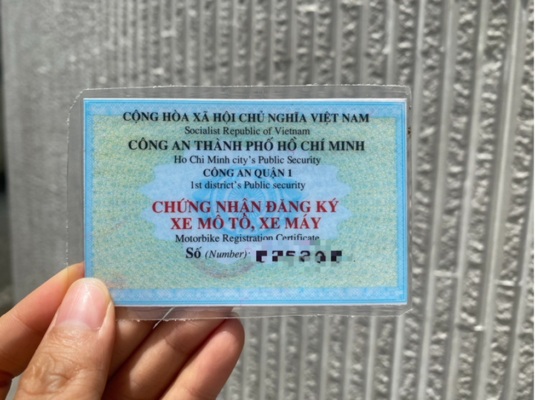 CỘNG HÒA XÃ HỘI CHỦ NGHĨA VIỆT NAM
Socialist Republic of Vietnam
CÔNG AN THÀNH PHỐ HỒ CHÍ MINH
Ho Chi Minh city's Public Security
CÔNG AN QUẬN 1
1st district's Public security
CHỨNG NHẬN ĐĂNG KÝ
XE MÔ TÔ, XE MÁY
Motorbike Registration Certificate
Số (Number):